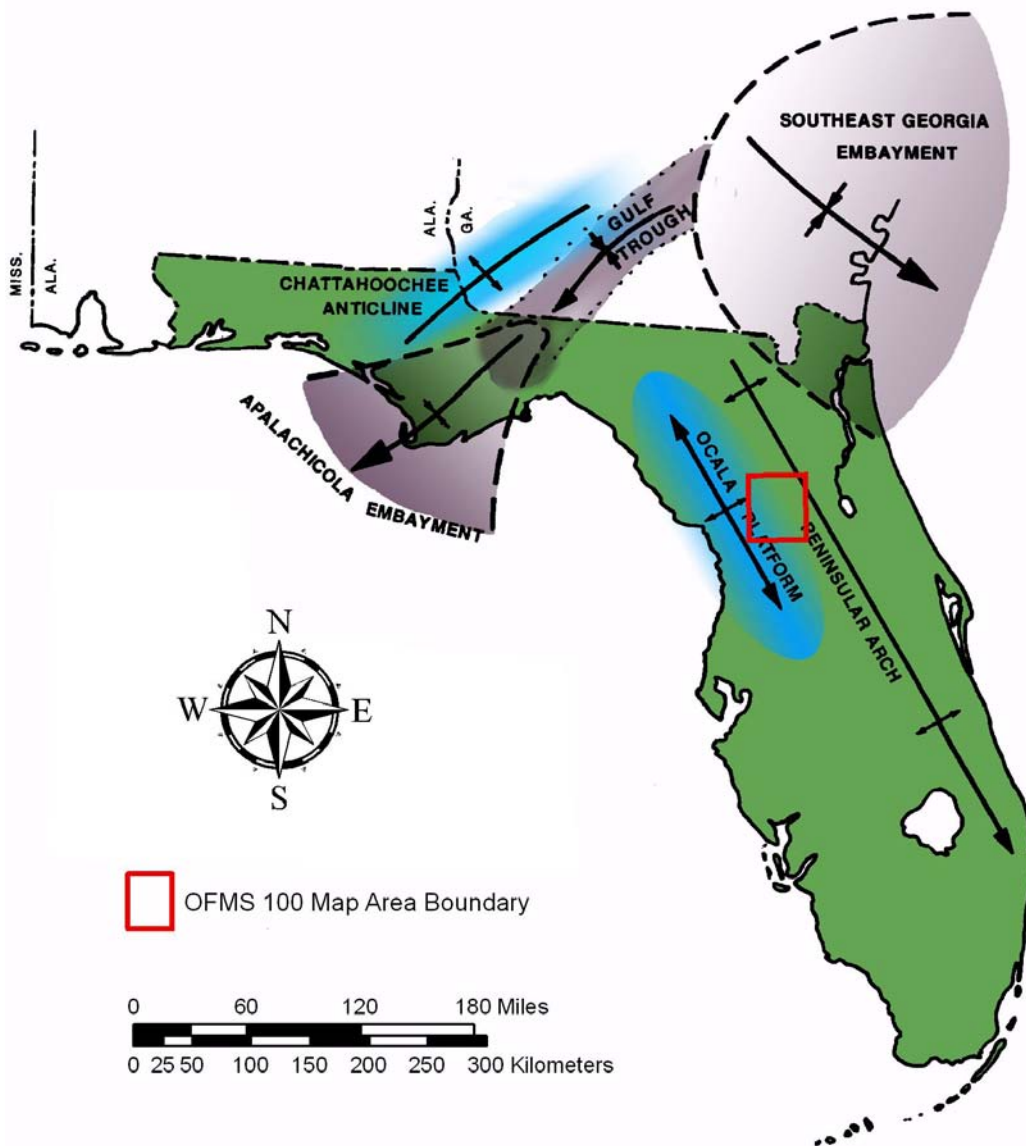 SOUTHEAST GEORGIA
EMBAYMENT
MISS.
ALA.
ALA.
GA.
GULF
TROUGH
CHATTAHOOCHEE
ANTICLINE
APALACHICOLA EMBAYMENT
OCALA PLATFORM
PENINSULAR ARCH
N
W E
S
OFMS 100 Map Area Boundary
0 60 120 180 Miles
0 25 50 100 150 200 250 300 Kilometers